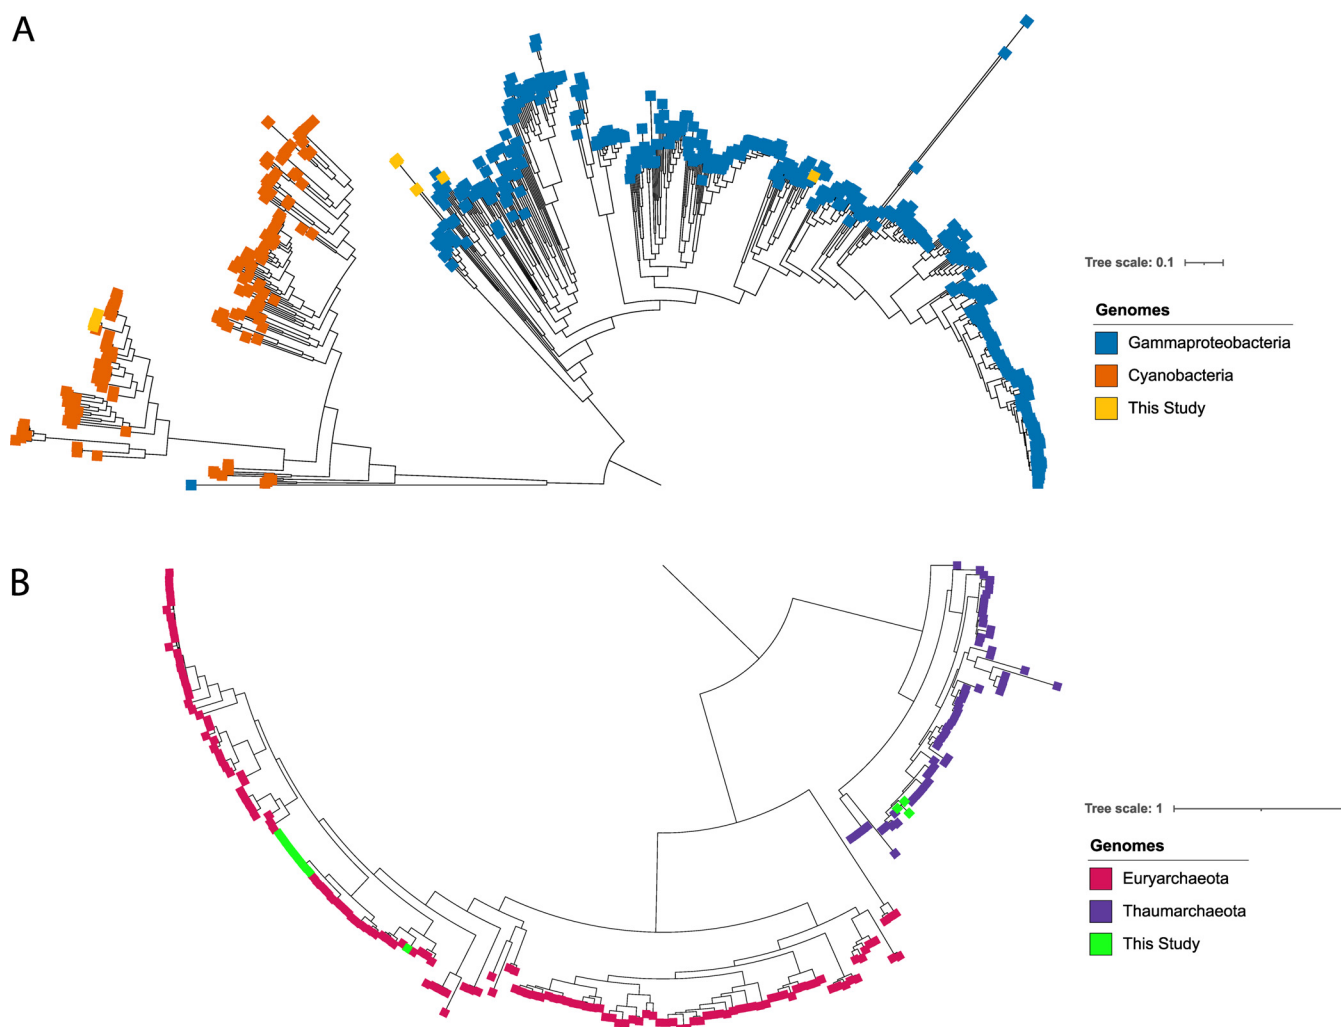 A
Tree scale: 0.1
Genomes
Gammaproteobacteria
Cyanobacteria
This Study
B
Tree scale: 1
Genomes
Euryarchaeota
Thaumarchaeota
This Study